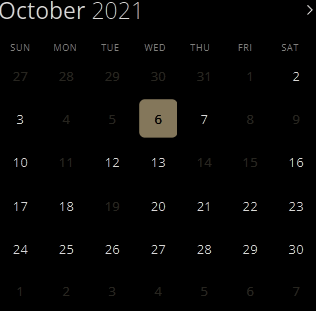 October 2021
SUN MON TUE WED THU FRI SAT
27 28 29 30 31 1 2
3 4 5 6 7 8 9
10 11 12 13 14 15 16
17 18 19 20 21 22 23
24 25 26 27 28 29 30
1 2 3 4 5 6 7